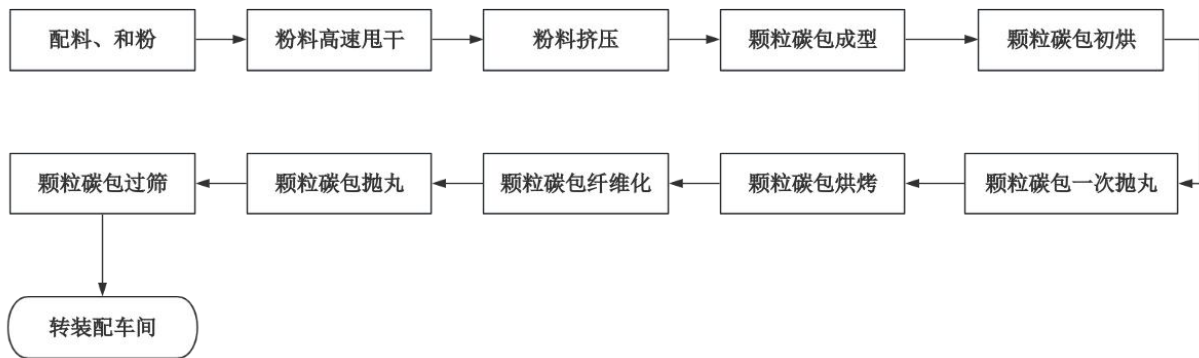 配料、和粉
粉料高速甩干
粉料挤压
颗粒碳包成型
颗粒碳包初烘
颗粒碳包一次抛丸
颗粒碳包烘烤
颗粒碳包纤维化
颗粒碳包抛丸
颗粒碳包过筛
转装配车间